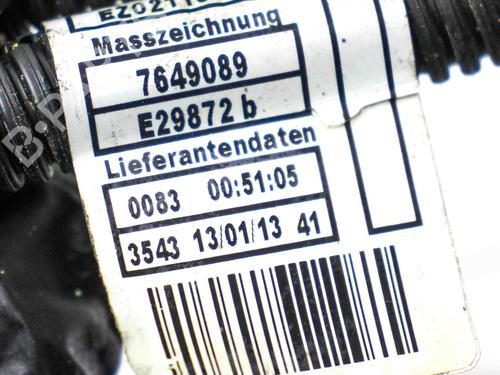 Masszeichnung
7649089
E29872 b
Lieferantendaten
0083 00:51:05
3543 13/01/13 41